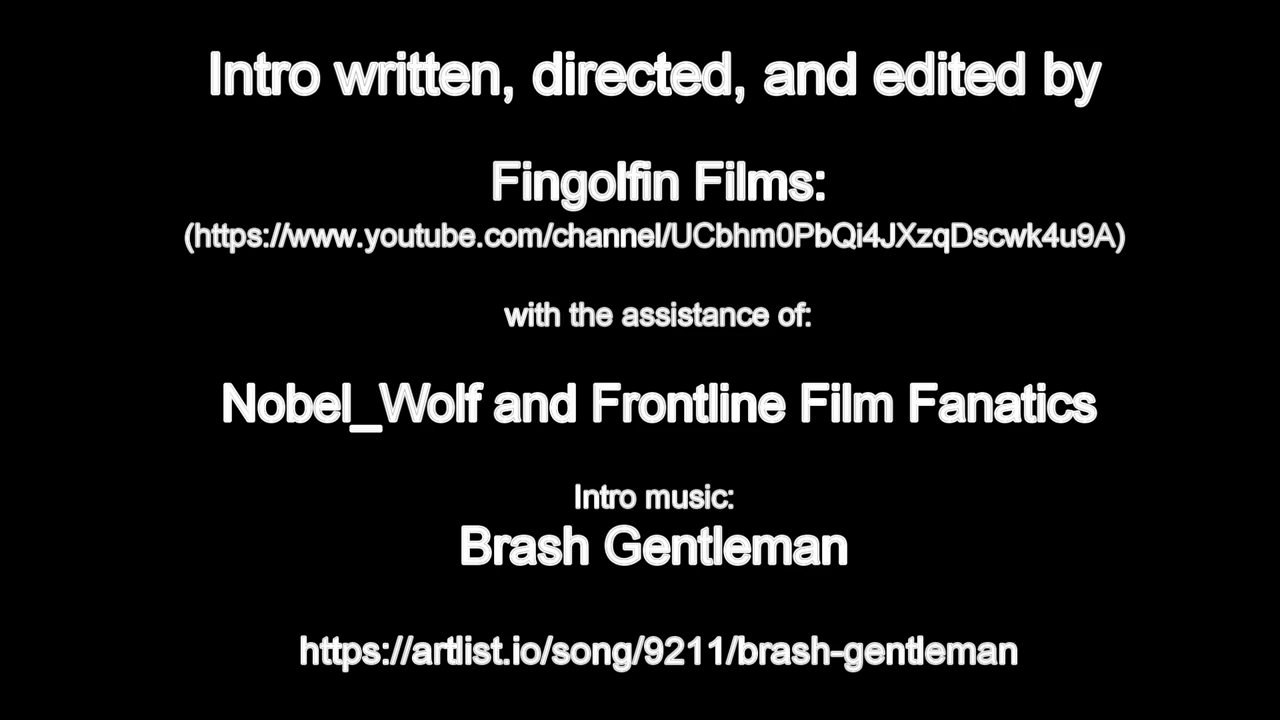 Intro written, directed, and edited by
Fingolfin Films:
(https://www.youtube.com/channel/UCbhm0PbQi4JXzqDscwk4u9A)
with the assistance of:
Nobel_Wolf and Frontline Film Fanatics
Intro music:
Brash Gentleman
https://artlist.io/song/9211/brash-gentleman